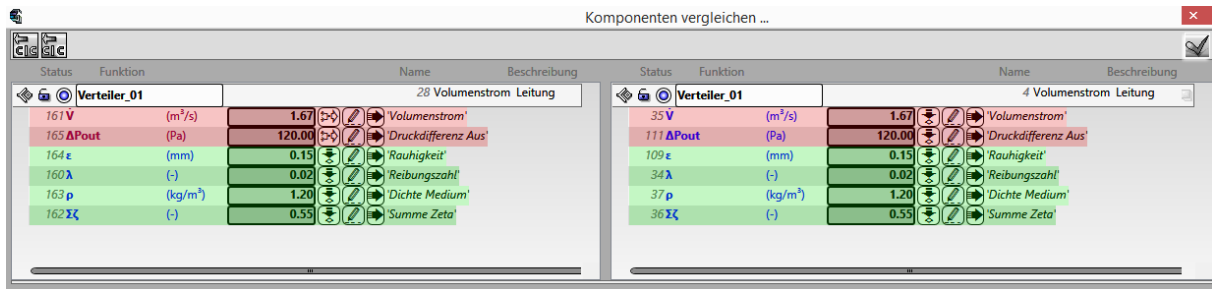 Komponenten vergleichen ...
c|c c|c
Status Funktion Name Beschreibung
Verteiler_01 28 Volumenstrom Leitung
161 V̇ (m³/s) 1.67 'Volumenstrom'
165 ΔPout (Pa) 120.00 'Druckdifferenz Aus'
164 ε (mm) 0.15 'Rauhigkeit'
160 λ (-) 0.02 'Reibungszahl'
163 ρ (kg/m³) 1.20 'Dichte Medium'
162 Σζ (-) 0.55 'Summe Zeta'
Status Funktion Name Beschreibung
Verteiler_01 4 Volumenstrom Leitung
35 V̇ (m³/s) 1.67 'Volumenstrom'
111 ΔPout (Pa) 120.00 'Druckdifferenz Aus'
109 ε (mm) 0.15 'Rauhigkeit'
34 λ (-) 0.02 'Reibungszahl'
37 ρ (kg/m³) 1.20 'Dichte Medium'
36 Σζ (-) 0.55 'Summe Zeta'